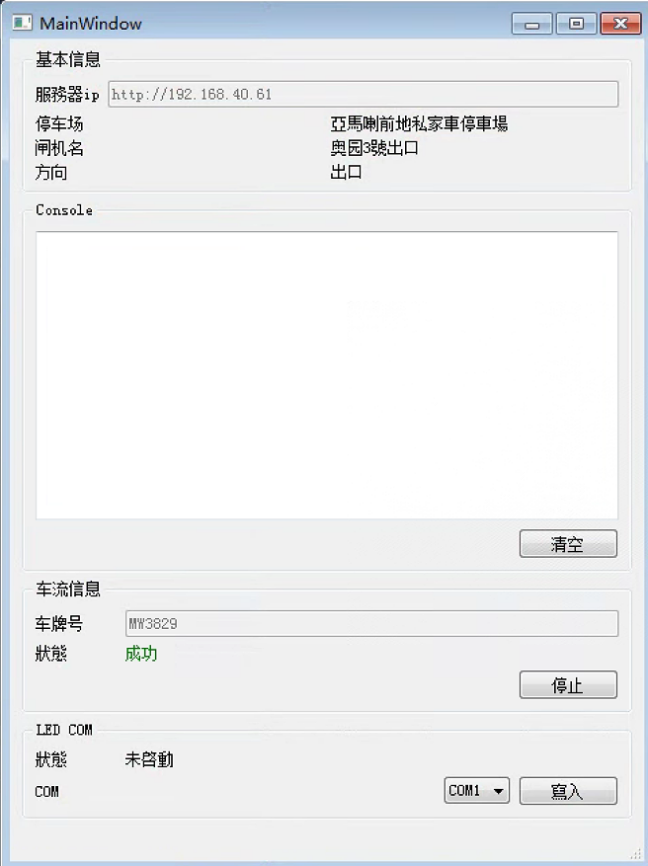 MainWindow
基本信息
服務器ip http://192.168.40.61
停车场 亞馬喇前地私家車停車場
闸机名 奥园3號出口
方向 出口
Console
清空
车流信息
车牌号 MW3829
狀態 成功
停止
LED COM
狀態 未啓動
COM COM1 寫入